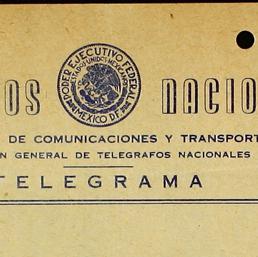 OS NACIO
PODER EJECUTIVO FEDERAL
ESTADOS UNIDOS MEXICANOS
MEXICO D.F.
DE COMUNICACIONES Y TRANSPORT
N GENERAL DE TELEGRAFOS NACIONALES
TELEGRAMA